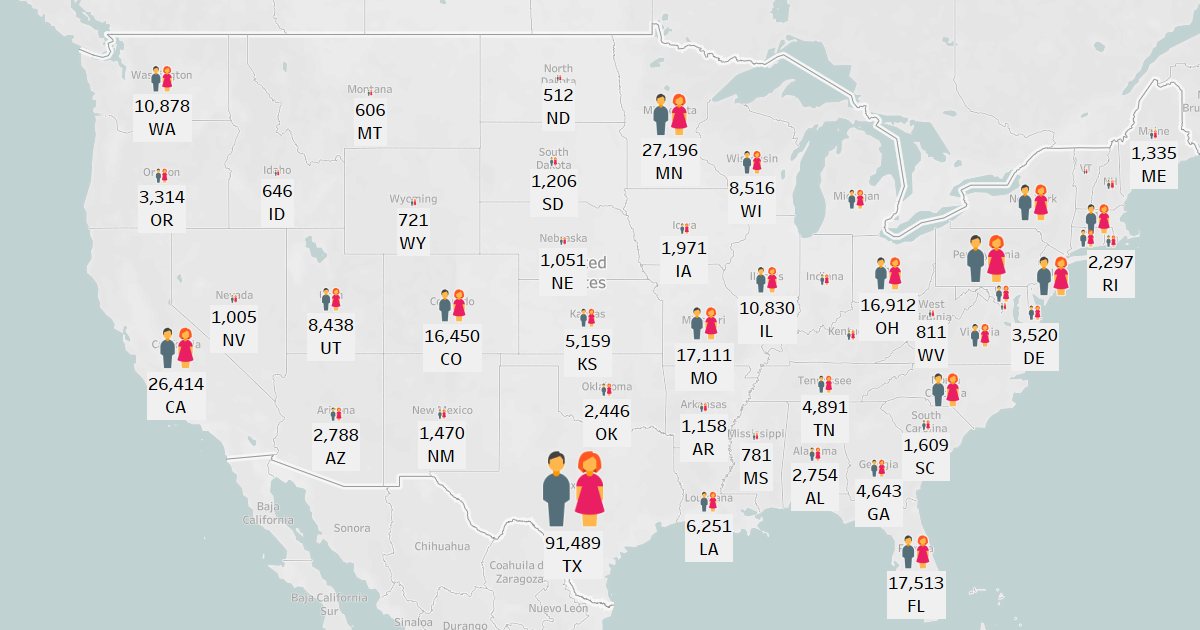 Washington
10,878
WA
Montana
606
MT
North
Dakota
512
ND
27,196
MN
Maine
1,335
ME
Oregon
3,314
OR
Idaho
646
ID
South
Dakota
1,206
SD
Wisconsin
8,516
WI
Michigan
VT
NH
New York
Wyoming
721
WY
Nebraska
1,051
NE
Iowa
1,971
IA
2,297
RI
Nevada
1,005
NV
8,438
UT
Colorado
16,450
CO
Kansas
5,159
KS
Missouri
17,111
MO
Illinois
10,830
IL
Indiana
16,912
OH
West
Virginia
811
WV
Pennsylvania
Virginia
3,520
DE
Kentucky
California
26,414
CA
Arizona
2,788
AZ
New Mexico
1,470
NM
Oklahoma
2,446
OK
Arkansas
1,158
AR
Tennessee
4,891
TN
South
Carolina
1,609
SC
Mississippi
781
MS
Alabama
2,754
AL
Georgia
4,643
GA
Louisiana
6,251
LA
91,489
TX
17,513
FL
Baja
California
Sonora
Chihuahua
Coahuila d
Zaragoza
Baja California
Sur
Sinaloa
Durango
Nuevo León